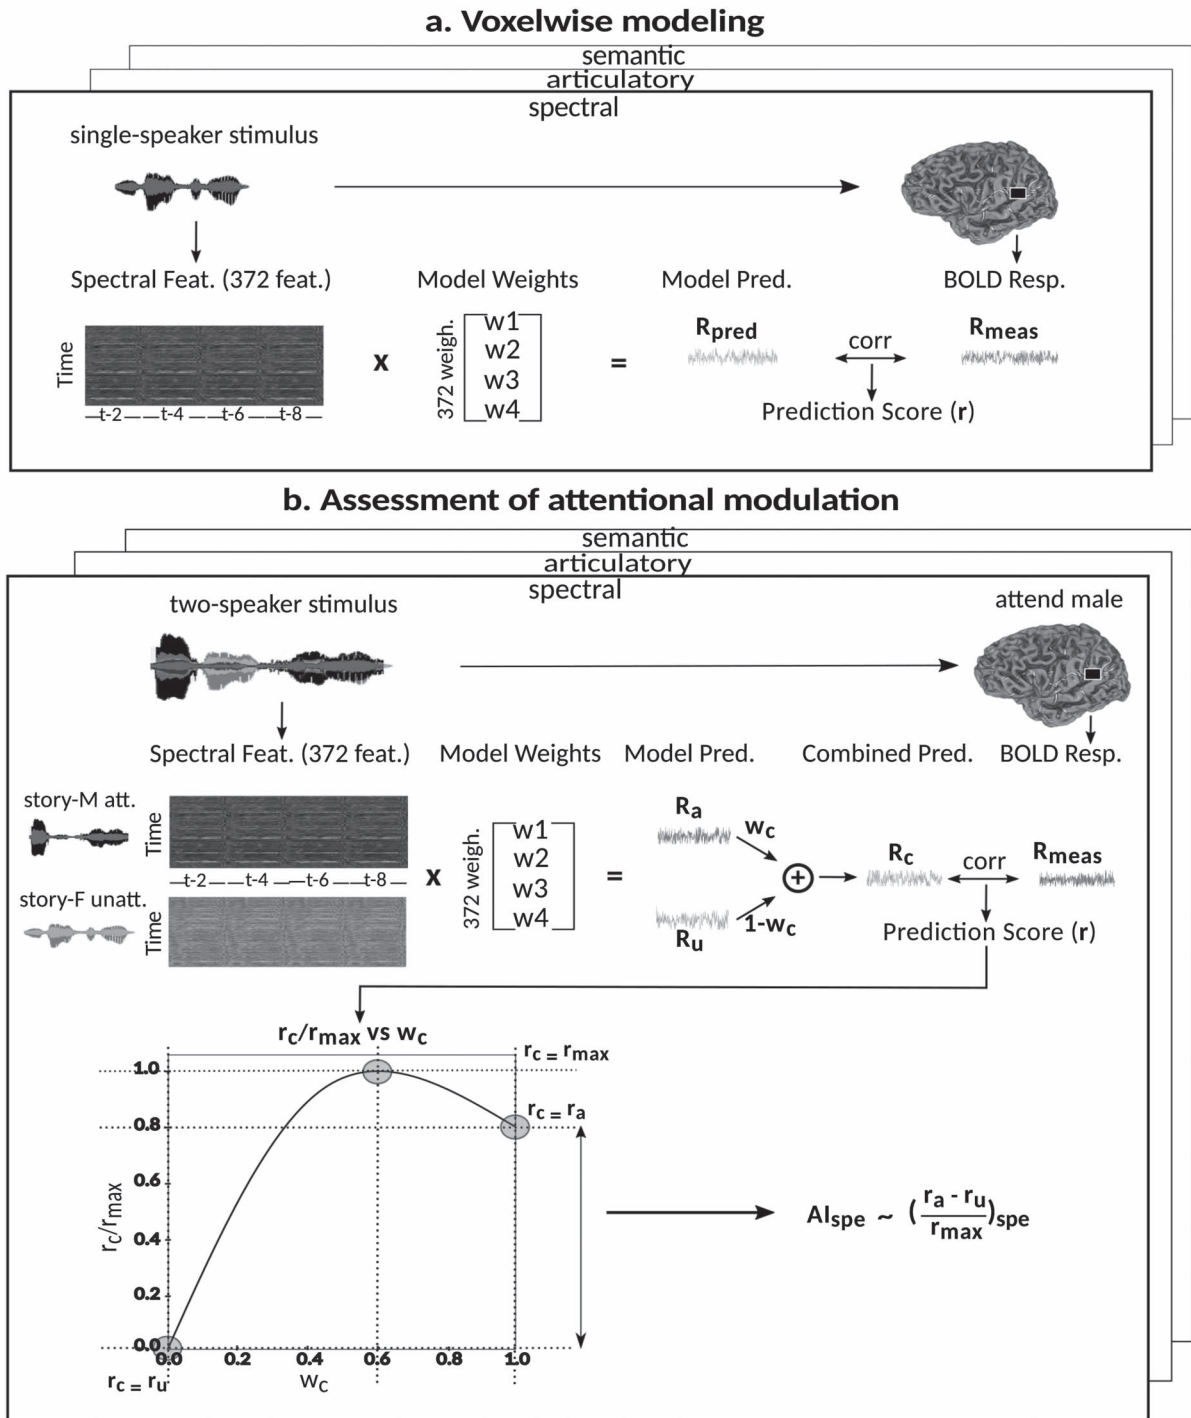 a. Voxelwise modeling
semantic
articulatory
spectral
single-speaker stimulus
Spectral Feat. (372 feat.)
Model Weights
Model Pred.
BOLD Resp.
Time
t-2 t-4 t-6 t-8
x
372 weigh.
w1
w2
w3
w4
=
Rpred
corr
Rmeas
Prediction Score (r)
b. Assessment of attentional modulation
semantic
articulatory
spectral
two-speaker stimulus
attend male
Spectral Feat. (372 feat.)
Model Weights
Model Pred.
Combined Pred.
BOLD Resp.
story-M att.
Time
t-2 t-4 t-6 t-8
story-F unatt.
Time
x
372 weigh.
w1
w2
w3
w4
=
Ra
wc
Ru
1-wc
+
Rc
corr
Rmeas
Prediction Score (r)
rc/rmax vs wc
rc = rmax
rc = ra
1.0
0.8
0.6
0.4
0.2
0.0
rc/rmax
0.0 0.2 0.4 0.6 0.8 1.0
rc = ru
wc
AIspe ~ (ra - ru / rmax)spe